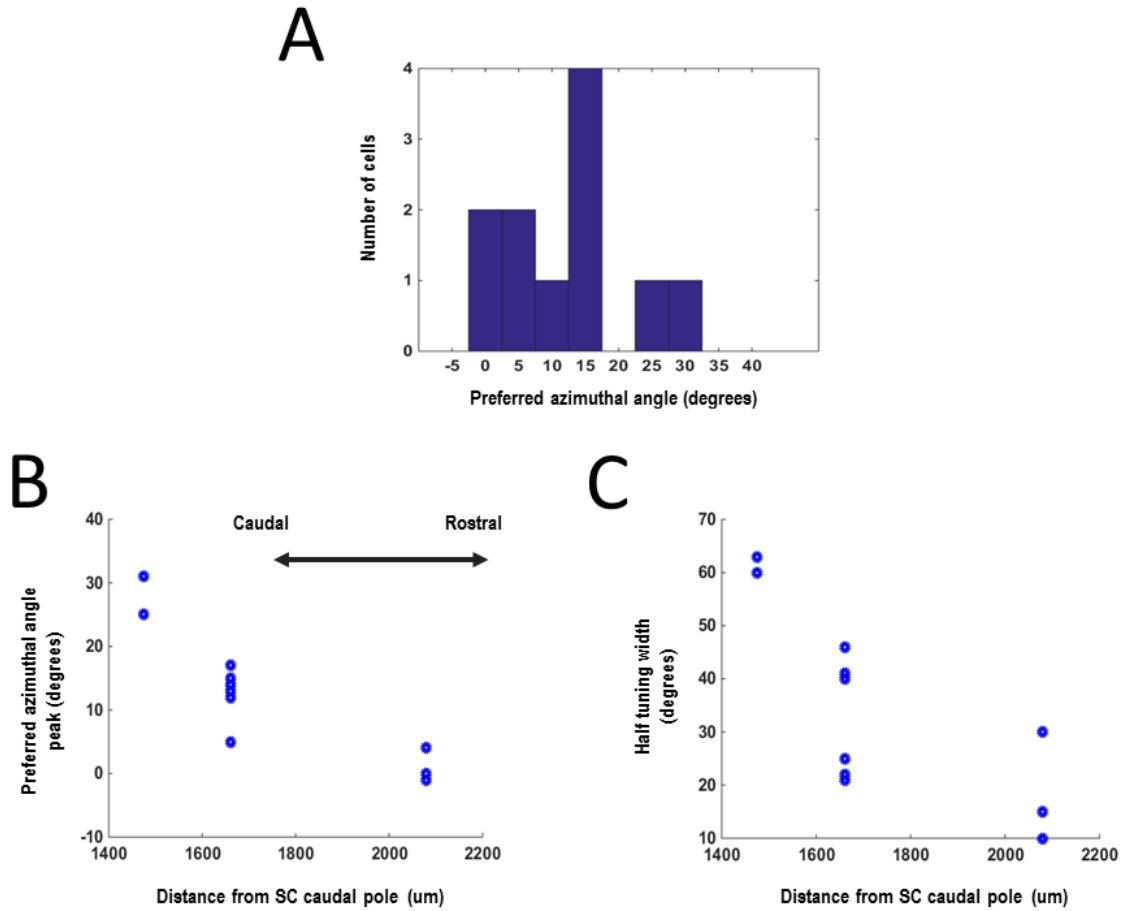 A
4
3
2
1
0
Number of cells
-5 0 5 10 15 20 25 30 35 40
Preferred azimuthal angle (degrees)
B
Caudal Rostral
40
30
20
10
0
-10
Preferred azimuthal angle
peak (degrees)
1400 1600 1800 2000 2200
Distance from SC caudal pole (um)
C
70
60
50
40
30
20
10
Half tuning width
(degrees)
1400 1600 1800 2000 2200
Distance from SC caudal pole (um)